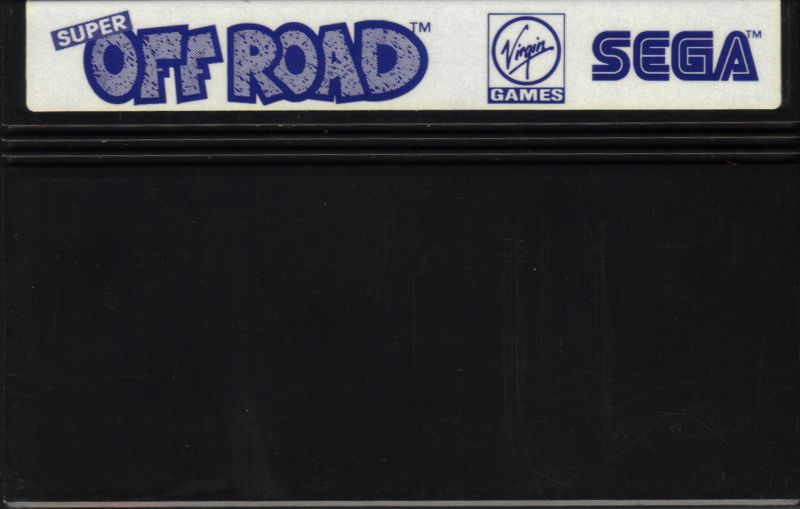 SUPER
OFF ROAD™
Virgin
GAMES
SEGA™